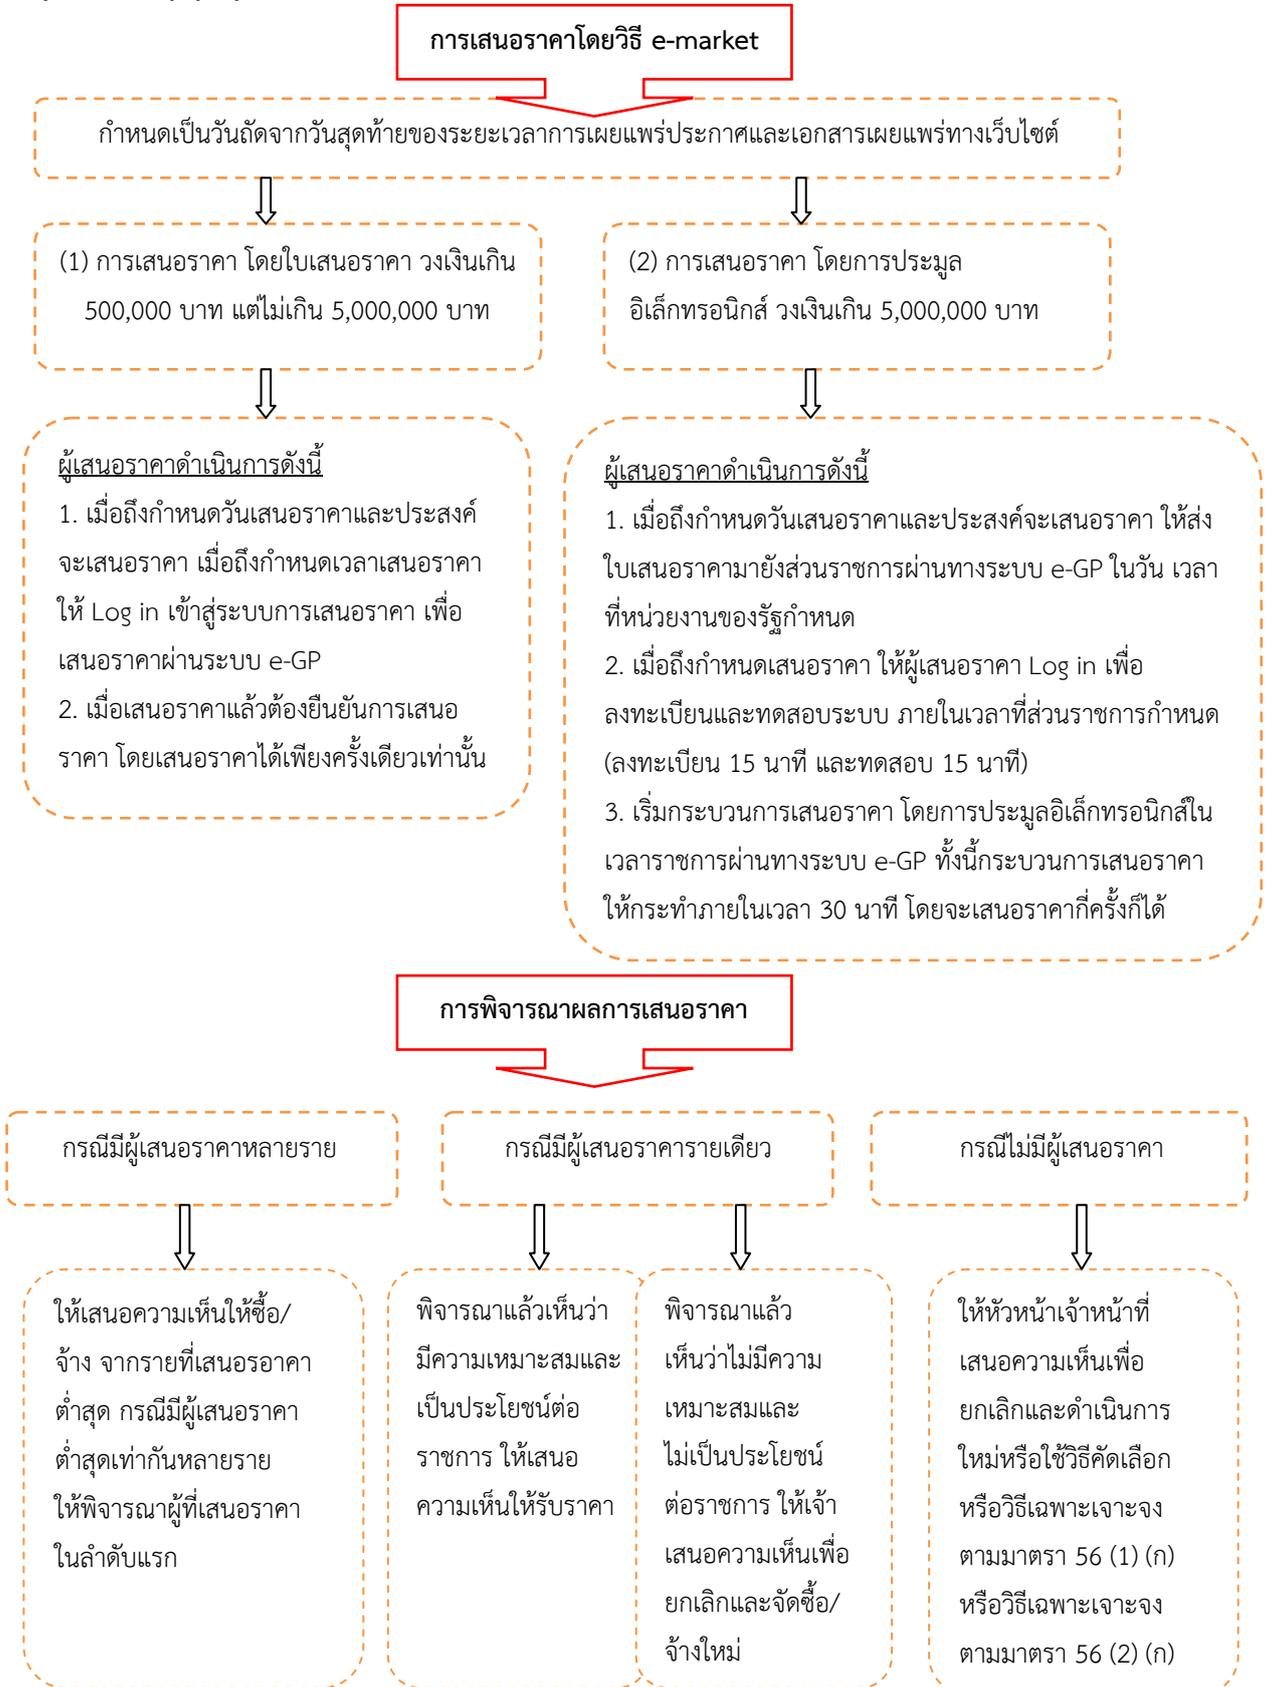 การเสนอราคาโดยวิธี e-market
กำหนดเป็นวันถัดจากวันสุดท้ายของระยะเวลาการเผยแพร่ประกาศและเอกสารเผยแพร่ทางเว็บไซต์
(1) การเสนอราคา โดยใบเสนอราคา วงเงินเกิน
500,000 บาท แต่ไม่เกิน 5,000,000 บาท
(2) การเสนอราคา โดยการประมูล
อิเล็กทรอนิกส์ วงเงินเกิน 5,000,000 บาท
ผู้เสนอราคาดำเนินการดังนี้
1. เมื่อถึงกำหนดวันเสนอราคาและประสงค์
จะเสนอราคา เมื่อถึงกำหนดเวลาเสนอราคา
ให้ Log in เข้าสู่ระบบการเสนอราคา เพื่อ
เสนอราคาผ่านระบบ e-GP
2. เมื่อเสนอราคาแล้วต้องยืนยันการเสนอ
ราคา โดยเสนอราคาได้เพียงครั้งเดียวเท่านั้น
ผู้เสนอราคาดำเนินการดังนี้
1. เมื่อถึงกำหนดวันเสนอราคาและประสงค์จะเสนอราคา ให้ส่ง
ใบเสนอราคามายังส่วนราชการผ่านทางระบบ e-GP ในวัน เวลา
ที่หน่วยงานของรัฐกำหนด
2. เมื่อถึงกำหนดเสนอราคา ให้ผู้เสนอราคา Log in เพื่อ
ลงทะเบียนและทดสอบระบบ ภายในเวลาที่ส่วนราชการกำหนด
(ลงทะเบียน 15 นาที และทดสอบ 15 นาที)
3. เริ่มกระบวนการเสนอราคา โดยการประมูลอิเล็กทรอนิกส์ใน
เวลาราชการผ่านทางระบบ e-GP ทั้งนี้กระบวนการเสนอราคา
ให้กระทำภายในเวลา 30 นาที โดยจะเสนอราคากี่ครั้งก็ได้
การพิจารณาผลการเสนอราคา
กรณีมีผู้เสนอราคาหลายราย
กรณีมีผู้เสนอราคารายเดียว
กรณีไม่มีผู้เสนอราคา
ให้เสนอความเห็นให้ซื้อ/
จ้าง จากรายที่เสนอรอาคา
ต่ำสุด กรณีมีผู้เสนอราคา
ต่ำสุดเท่ากันหลายราย
ให้พิจารณาผู้ที่เสนอราคา
ในลำดับแรก
พิจารณาแล้วเห็นว่า
มีความเหมาะสมและ
เป็นประโยชน์ต่อ
ราชการ ให้เสนอ
ความเห็นให้รับราคา
พิจารณาแล้ว
เห็นว่าไม่มีความ
เหมาะสมและ
ไม่เป็นประโยชน์
ต่อราชการ ให้เจ้า
เสนอความเห็นเพื่อ
ยกเลิกและจัดซื้อ/
จ้างใหม่
ให้หัวหน้าเจ้าหน้าที่
เสนอความเห็นเพื่อ
ยกเลิกและดำเนินการ
ใหม่หรือใช้วิธีคัดเลือก
หรือวิธีเฉพาะเจาะจง
ตามมาตรา 56 (1) (ก)
หรือวิธีเฉพาะเจาะจง
ตามมาตรา 56 (2) (ก)